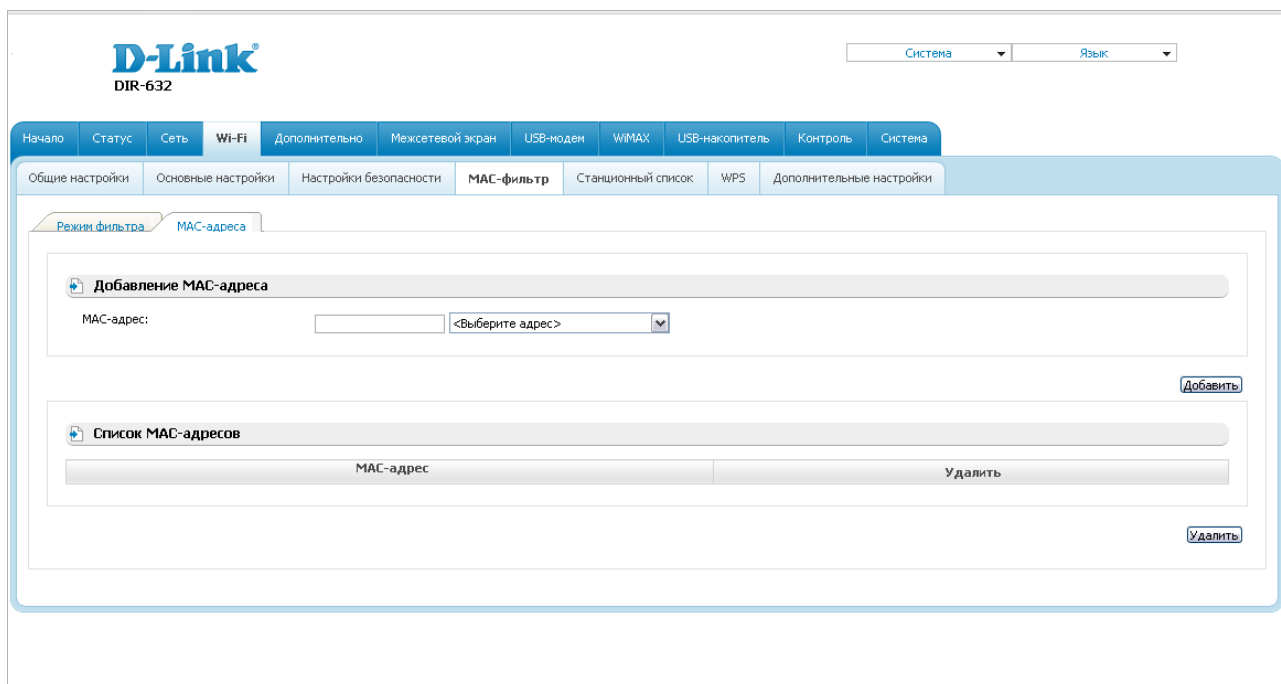 D-Link®
DIR-632
Система Язык
Начало Статус Сеть Wi-Fi Дополнительно Межсетевой экран USB-модем WiMAX USB-накопитель Контроль Система
Общие настройки Основные настройки Настройки безопасности MAC-фильтр Станционный список WPS Дополнительные настройки
Режим фильтра MAC-адреса
Добавление MAC-адреса
MAC-адрес: <Выберите адрес>
Добавить
Список MAC-адресов
MAC-адрес Удалить
Удалить